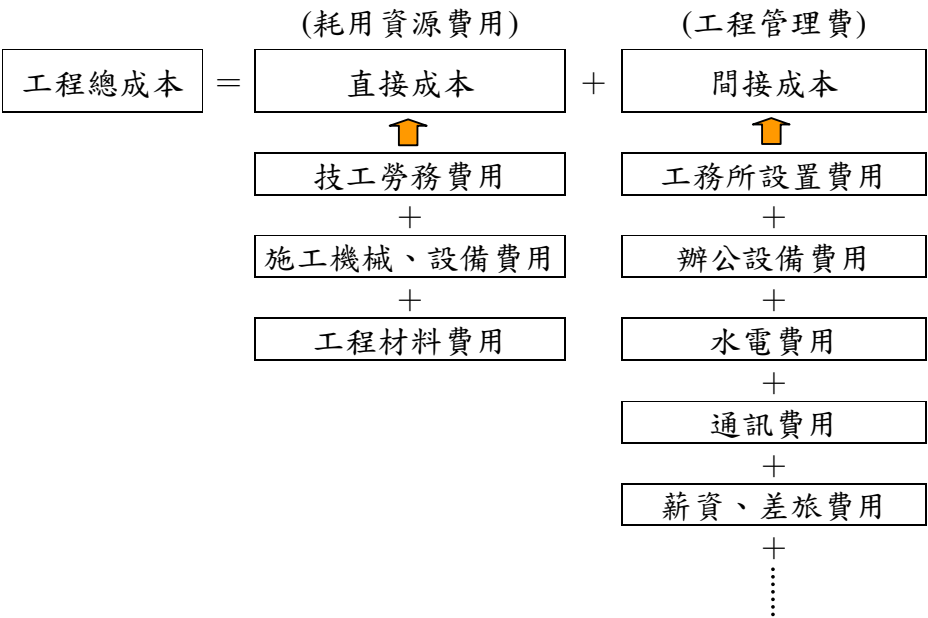 (耗用資源費用) (工程管理費)
工程總成本 = 直接成本 + 間接成本
技工勞務費用 工務所設置費用
+ +
施工機械、設備費用 辦公設備費用
+ +
工程材料費用 水電費用
+
通訊費用
+
薪資、差旅費用
+
⋮